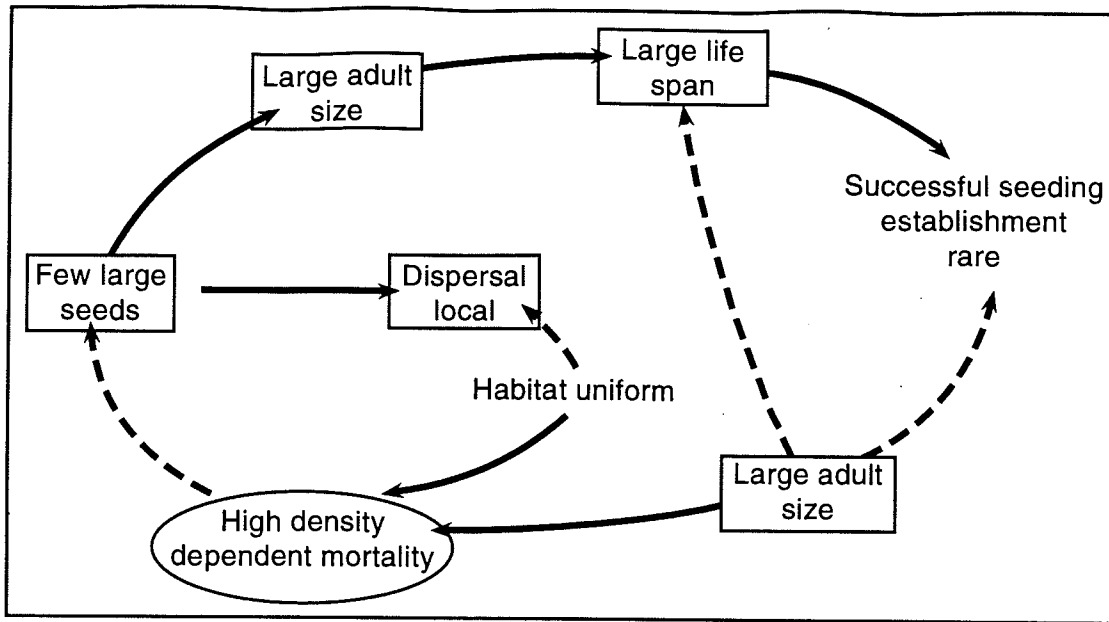 Large adult
size
Large life
span
Successful seeding
establishment
rare
Few large
seeds
Dispersal
local
Habitat uniform
Large adult
size
High density
dependent mortality